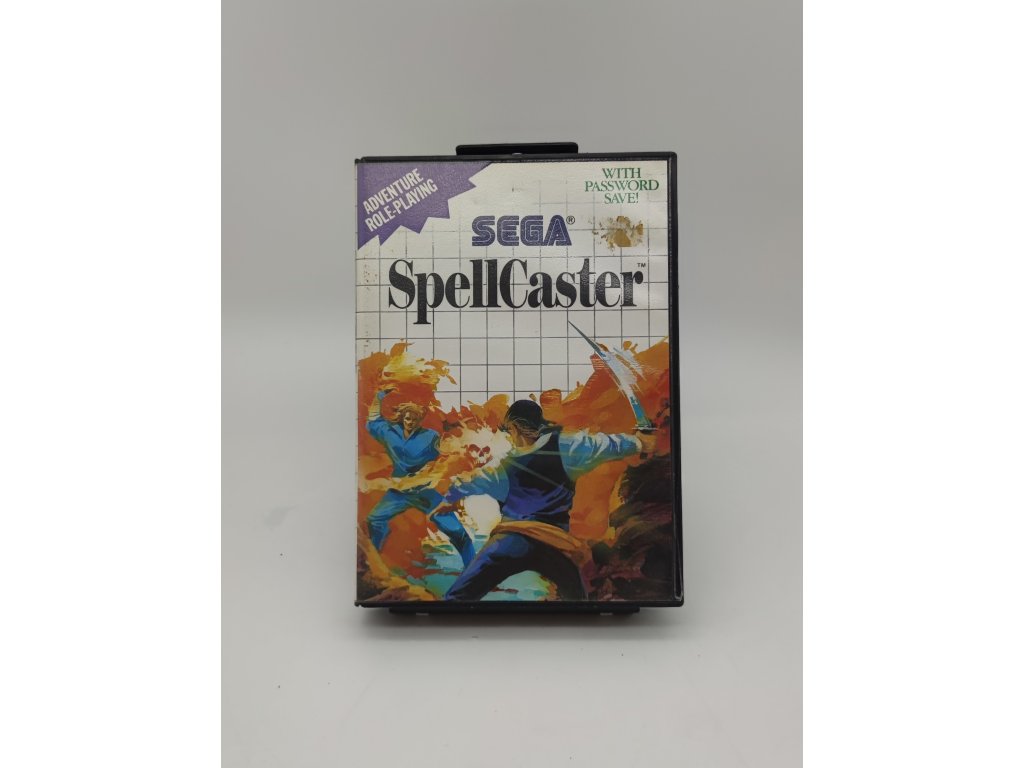 ADVENTURE
ROLE-PLAYING
WITH
PASSWORD
SAVE!
SEGA®
SpellCaster™